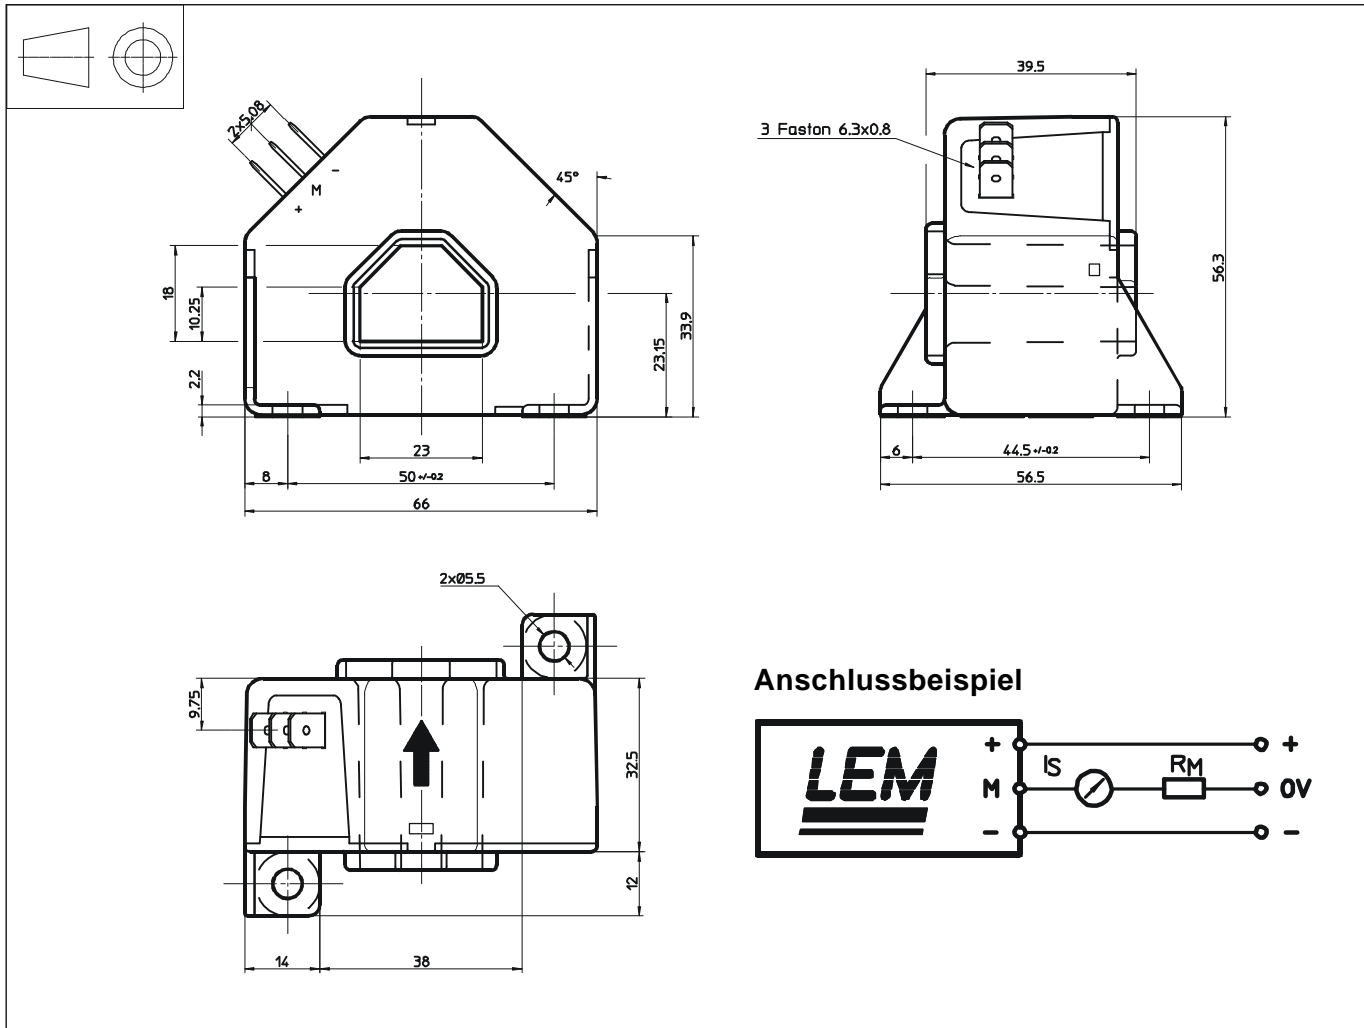 2x5.08
-
M
+
45°
18
10.25
2.2
33.9
23.15
23
8
50 +/-0.2
66
39.5
3 Faston 6.3x0.8
56.3
6
44.5 +/-0.2
56.5
2xØ5.5
9.75
32.5
12
14
38
Anschlussbeispiel
LEM
+
M
-
IS
RM
+
0V
-